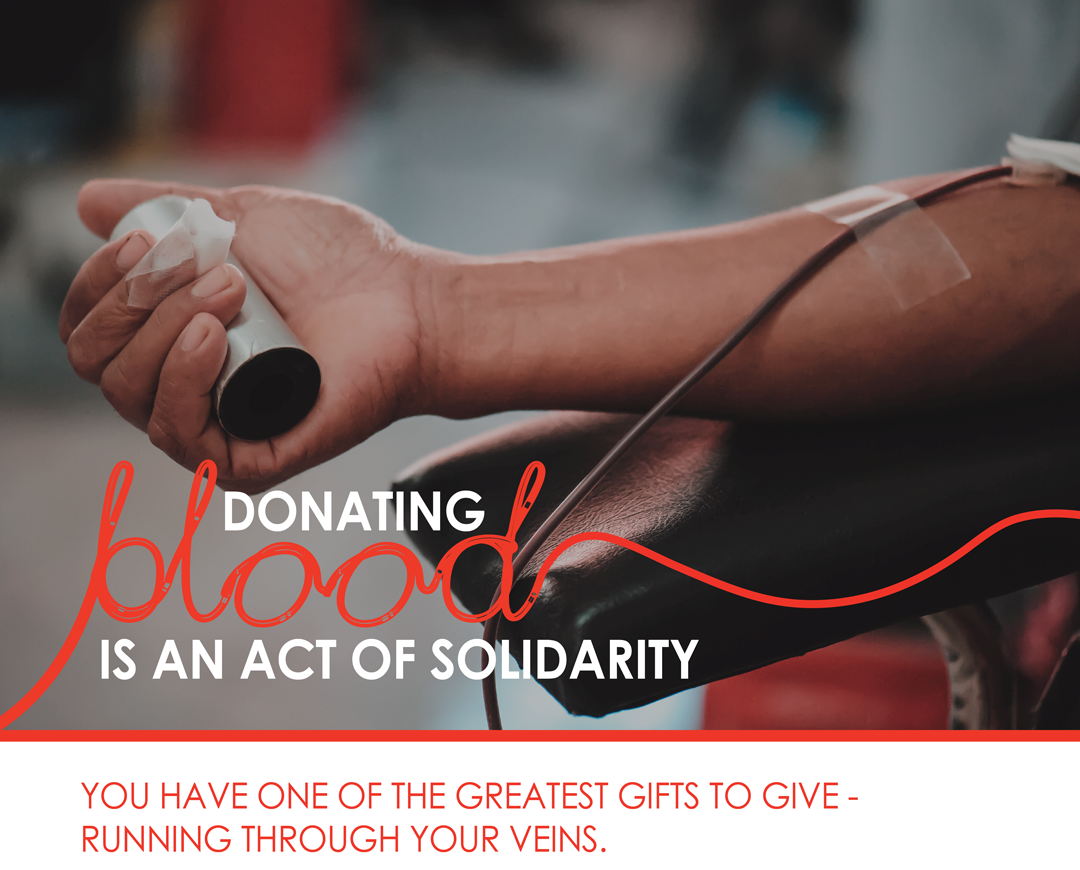 DONATING
blood
IS AN ACT OF SOLIDARITY
YOU HAVE ONE OF THE GREATEST GIFTS TO GIVE -
RUNNING THROUGH YOUR VEINS.